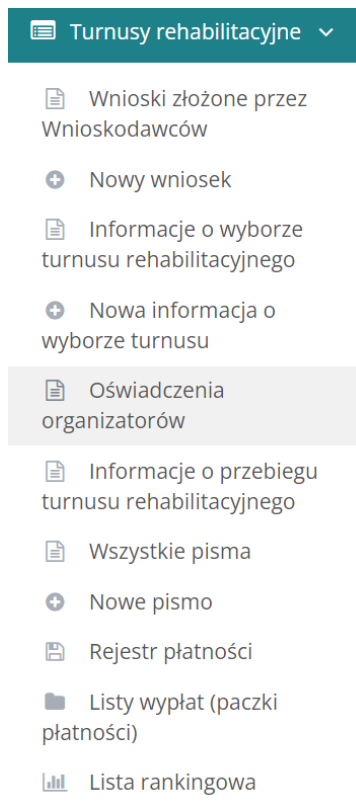 Turnusy rehabilitacyjne
Wnioski złożone przez
Wnioskodawców
Nowy wniosek
Informacje o wyborze
turnusu rehabilitacyjnego
Nowa informacja o
wyborze turnusu
Oświadczenia
organizatorów
Informacje o przebiegu
turnusu rehabilitacyjnego
Wszystkie pisma
Nowe pismo
Rejestr płatności
Listy wypłat (paczki
płatności)
Lista rankingowa